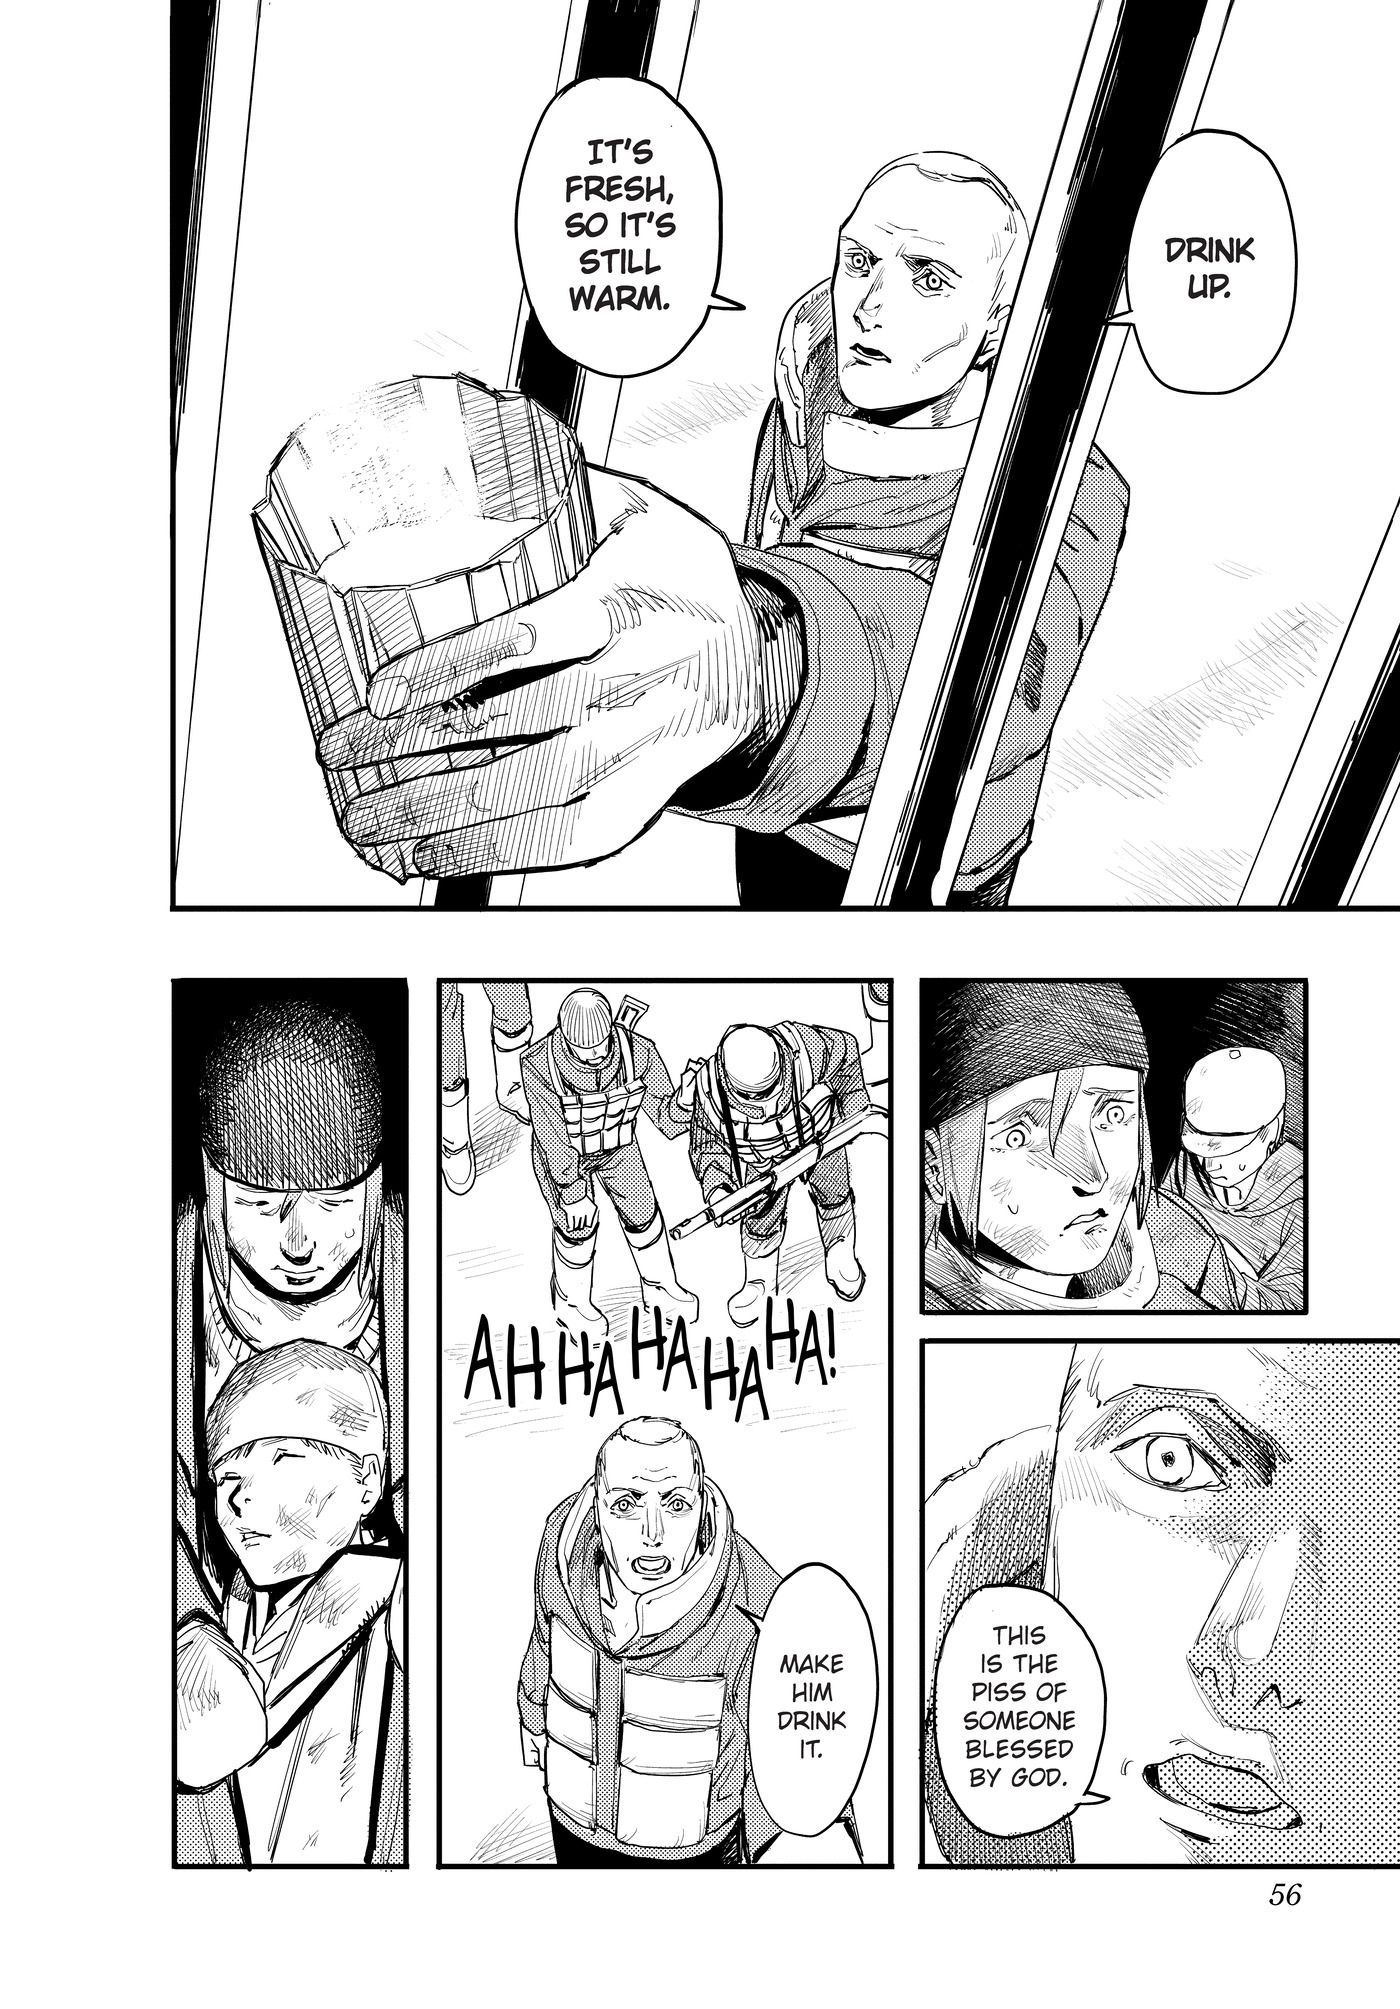 DRINK
UP.
IT'S
FRESH,
SO IT'S
STILL
WARM.
THIS
IS THE
PISS OF
SOMEONE
BLESSED
BY GOD.
AH HA HA HA HA!
MAKE
HIM
DRINK
IT.
56